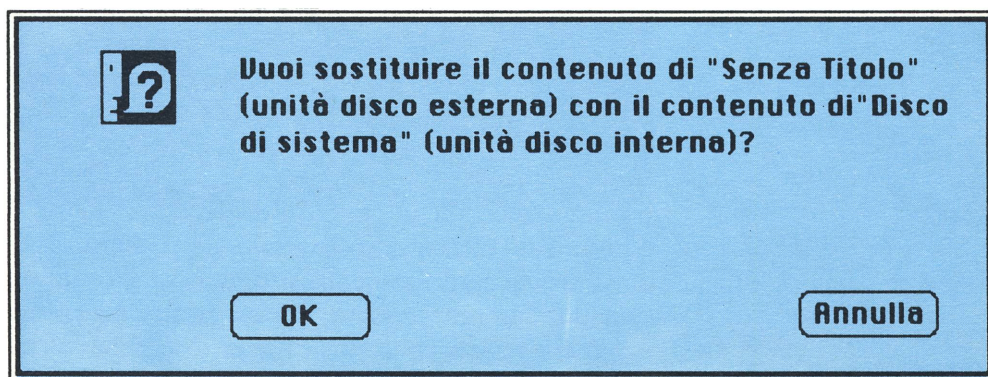 Vuoi sostituire il contenuto di "Senza Titolo"
(unità disco esterna) con il contenuto di"Disco
di sistema" (unità disco interna)?
?
OK
Annulla